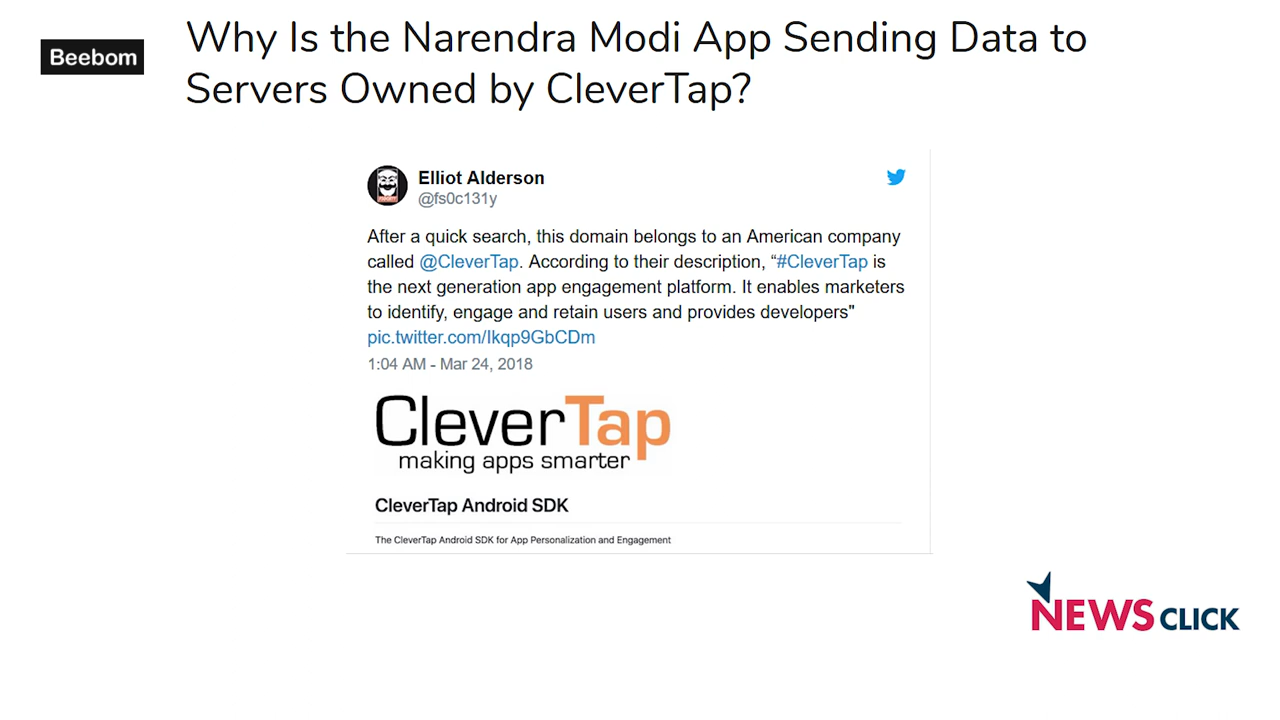 Beebom
Why Is the Narendra Modi App Sending Data to
Servers Owned by CleverTap?
Elliot Alderson
@fs0c131y
After a quick search, this domain belongs to an American company
called @CleverTap. According to their description, “#CleverTap is
the next generation app engagement platform. It enables marketers
to identify, engage and retain users and provides developers"
pic.twitter.com/Ikqp9GbCDm
1:04 AM - Mar 24, 2018
CleverTap
making apps smarter
CleverTap Android SDK
The CleverTap Android SDK for App Personalization and Engagement
NEWSCLICK